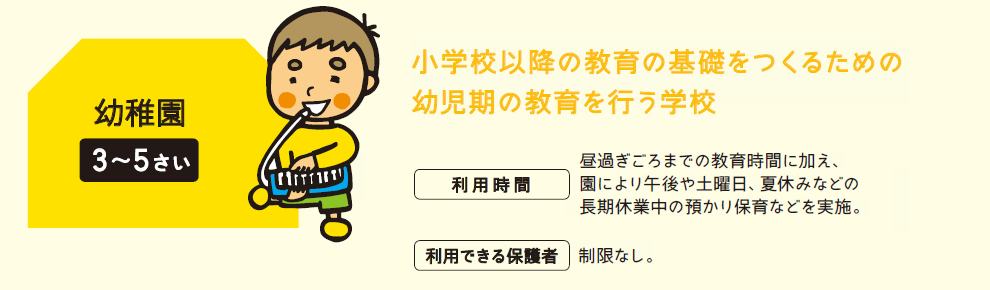 幼稚園
3〜5さい
小学校以降の教育の基礎をつくるための
幼児期の教育を行う学校
利用時間
昼過ぎごろまでの教育時間に加え、
園により午後や土曜日、夏休みなどの
長期休業中の預かり保育などを実施。
利用できる保護者
制限なし。